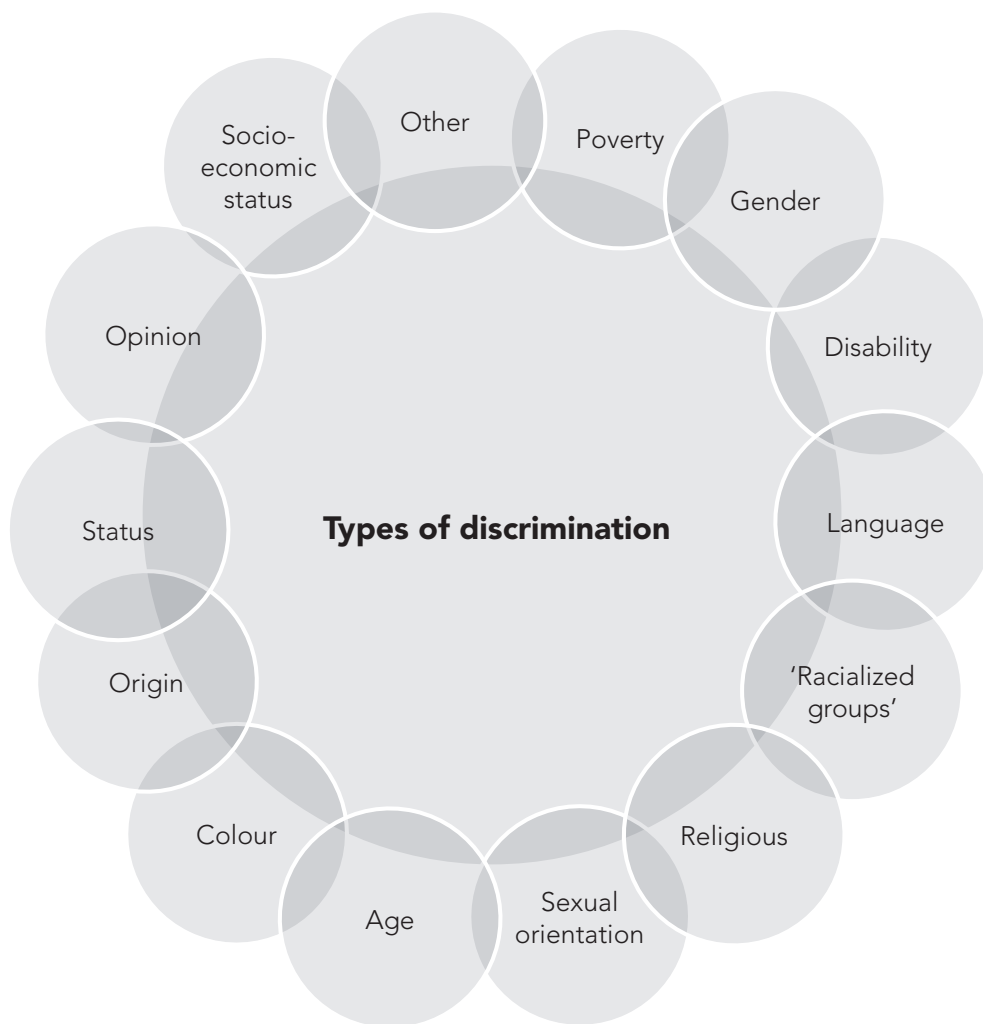 Other
Poverty
Gender
Disability
Language
‘Racialized
groups’
Religious
Sexual
orientation
Age
Colour
Origin
Status
Opinion
Socio-
economic
status
Types of discrimination